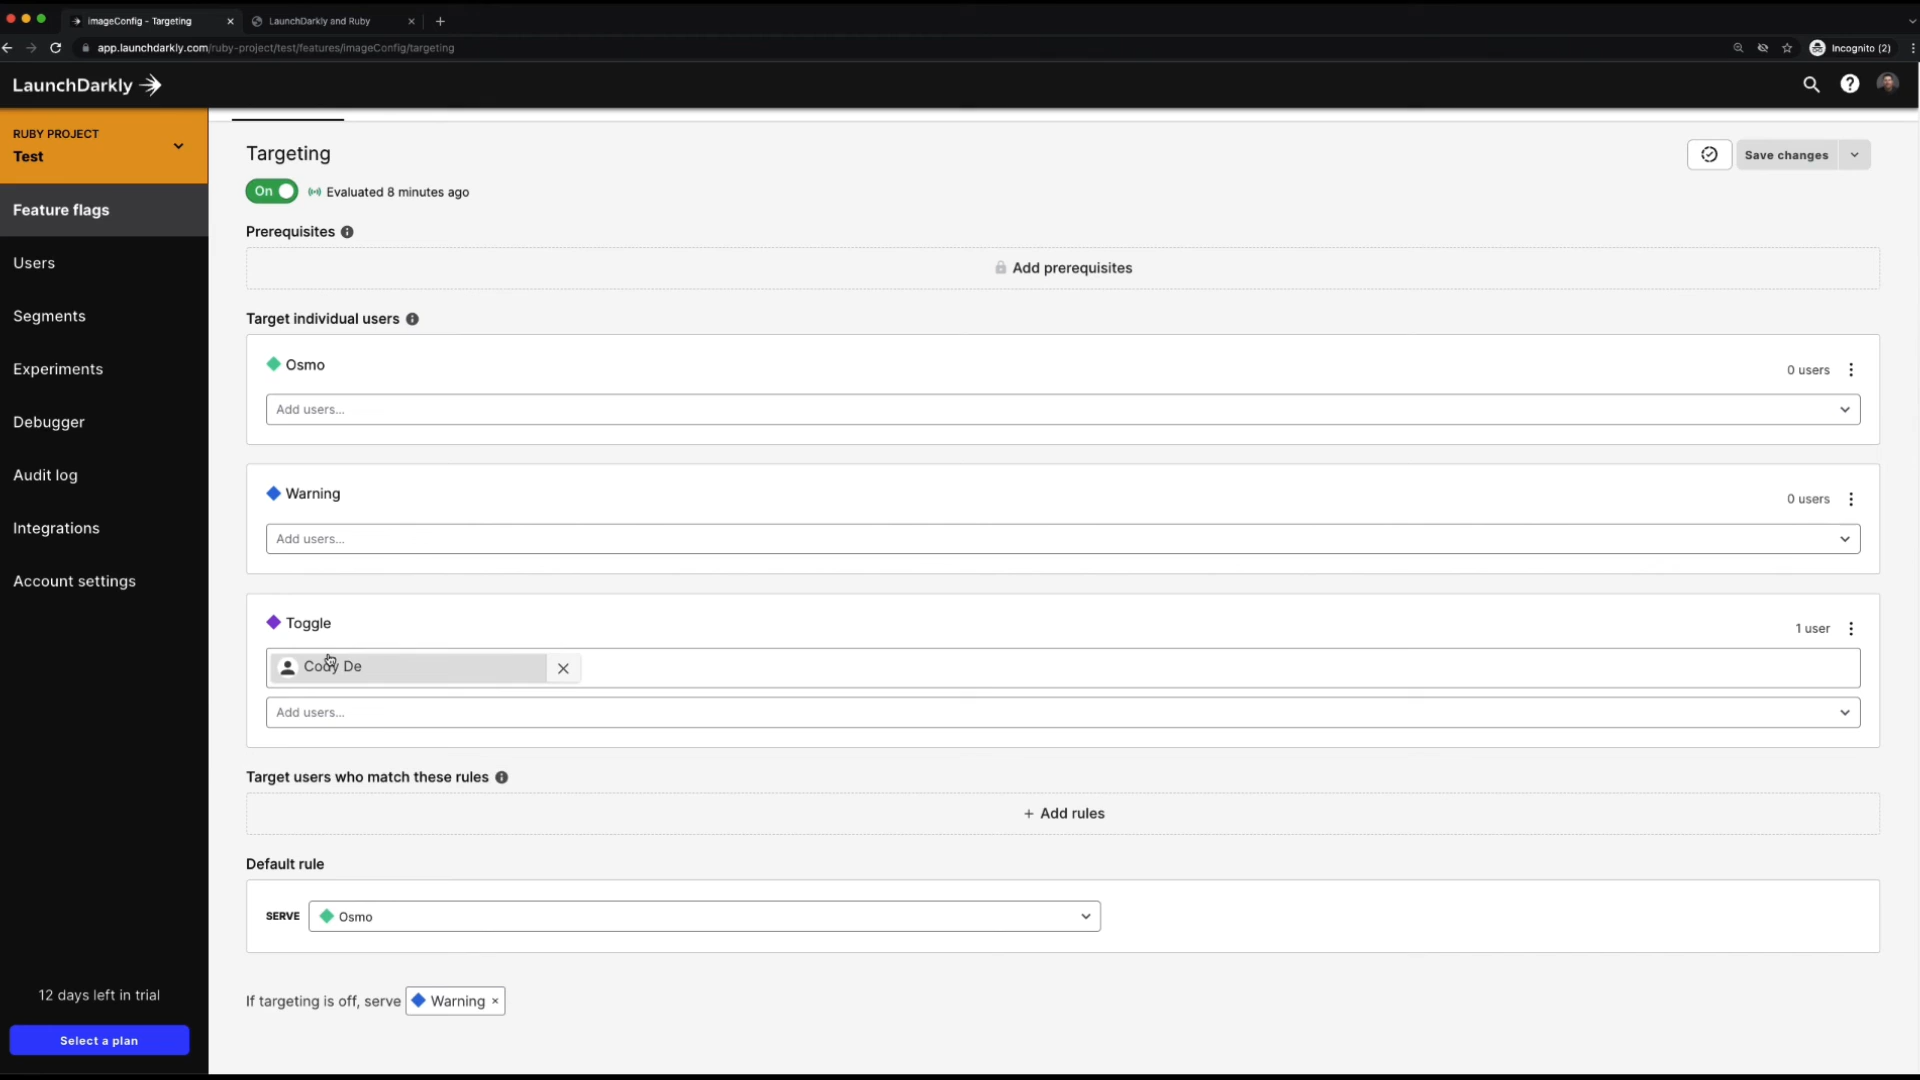 imageConfig - Targeting
LaunchDarkly and Ruby
app.launchdarkly.com/ruby-project/test/features/imageConfig/targeting
Incognito (2)
LaunchDarkly
RUBY PROJECT
Test
Feature flags
Users
Segments
Experiments
Debugger
Audit log
Integrations
Account settings
12 days left in trial
Select a plan
Targeting
Save changes
On
Evaluated 8 minutes ago
Prerequisites
Add prerequisites
Target individual users
Osmo
0 users
Add users...
Warning
0 users
Add users...
Toggle
1 user
Cody De
Add users...
Target users who match these rules
+ Add rules
Default rule
SERVE Osmo
If targeting is off, serve Warning ×